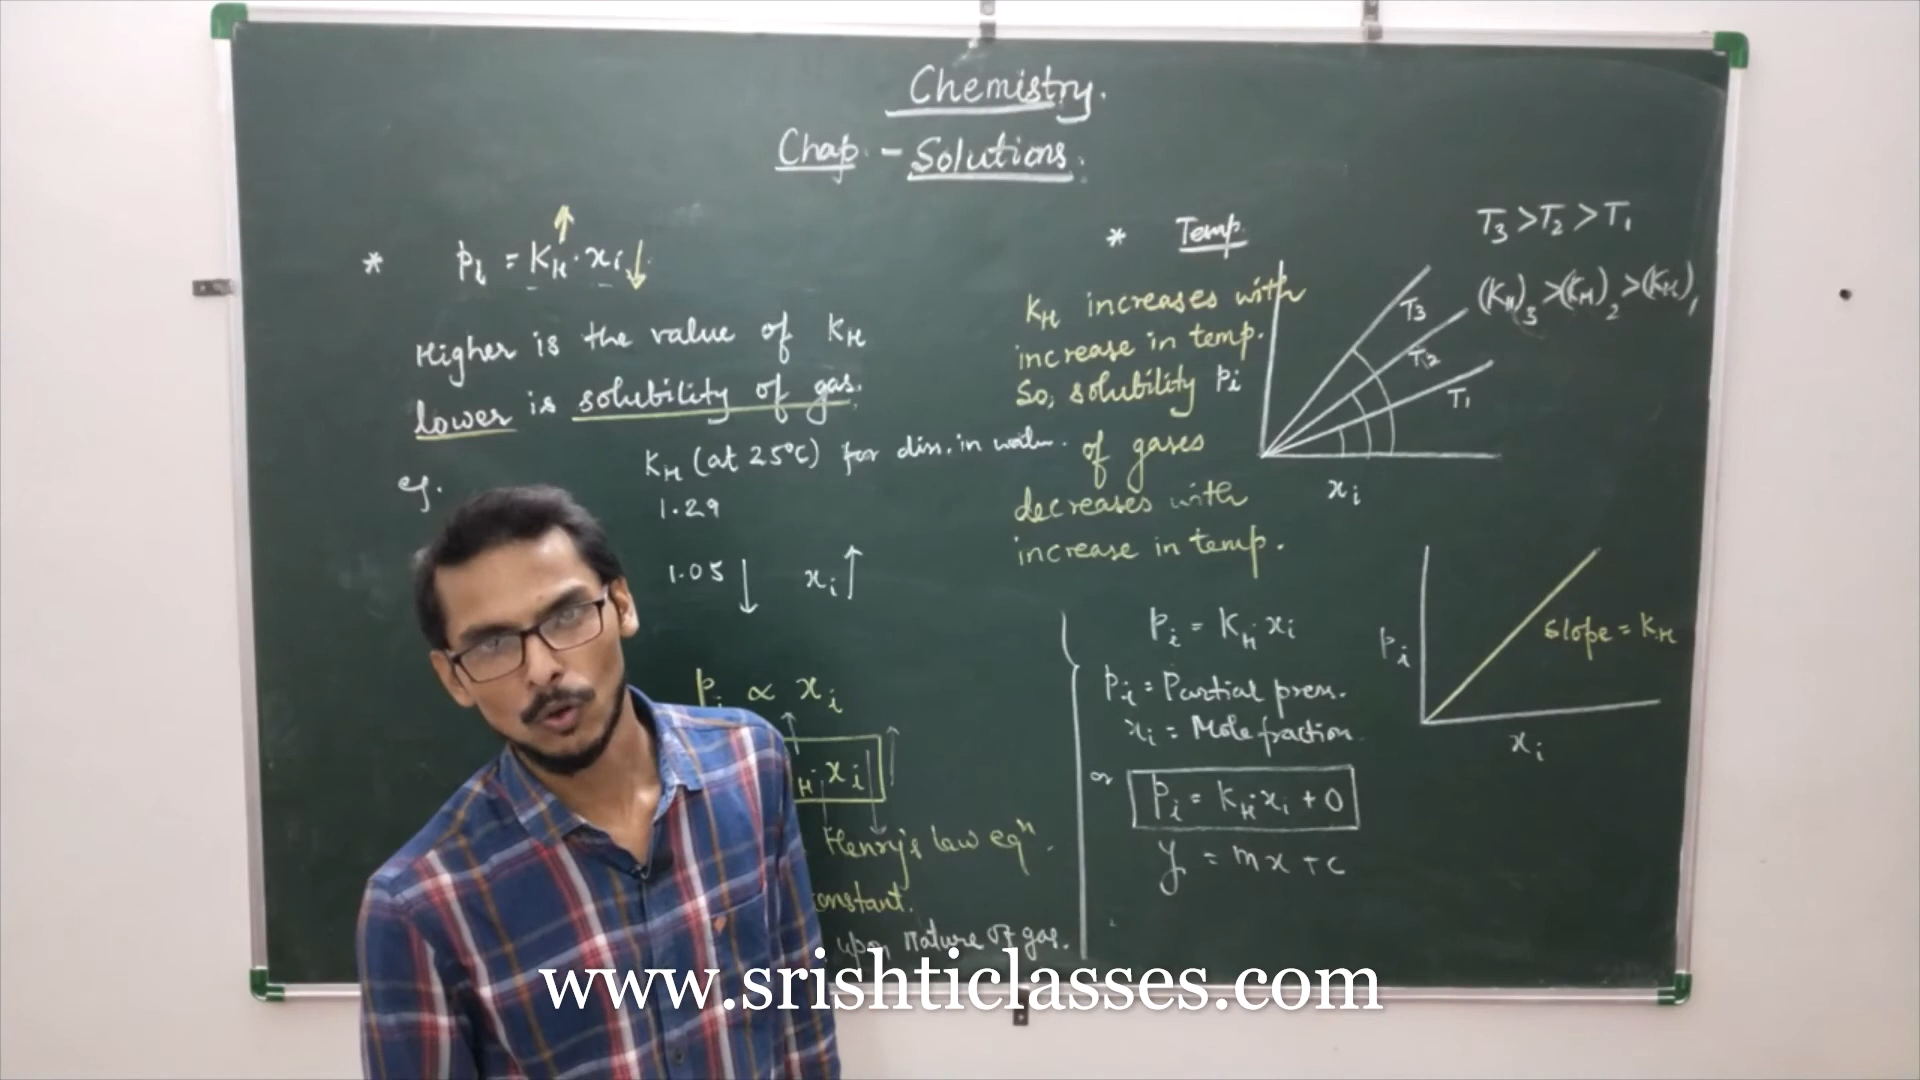 Chemistry.
Chap. - Solutions.
* pi = KH . xi
Higher is the value of KH
lower is solubility of gas.
eg.
KH (at 25°C) for diss. in water.
1.29
1.05 xi
Pi ∝ xi
H . xi
Henry's law eqn.
constant.
upon nature of gas.
* Temp.
KH increases with
increase in temp.
So, solubility
of gases
decreases with
increase in temp.
T3 > T2 > T1
(KH)3 > (KH)2 > (KH)1
T3
T2
T1
Pi
xi
Pi = KH . xi
Pi = Partial press.
xi = Mole fraction.
or Pi = KH . xi + 0
y = mx + c
Pi
slope = KH
xi
www.srishticlasses.com